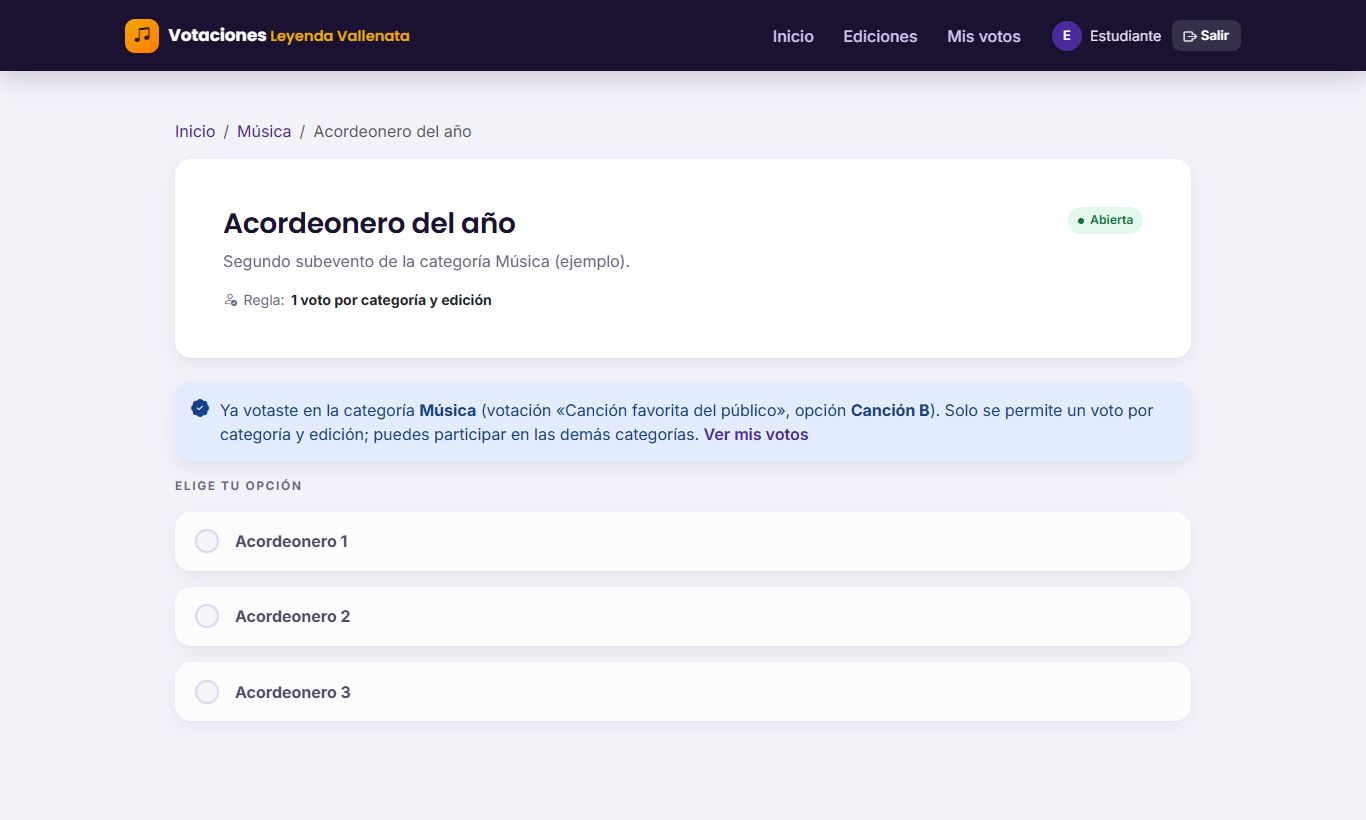 Votaciones Leyenda Vallenata
Inicio
Ediciones
Mis votos
E
Estudiante
Salir
Inicio / Música / Acordeonero del año
Acordeonero del año
Abierta
Segundo subevento de la categoría Música (ejemplo).
Regla: 1 voto por categoría y edición
Ya votaste en la categoría Música (votación «Canción favorita del público», opción Canción B). Solo se permite un voto por
categoría y edición; puedes participar en las demás categorías. Ver mis votos
ELIGE TU OPCIÓN
Acordeonero 1
Acordeonero 2
Acordeonero 3